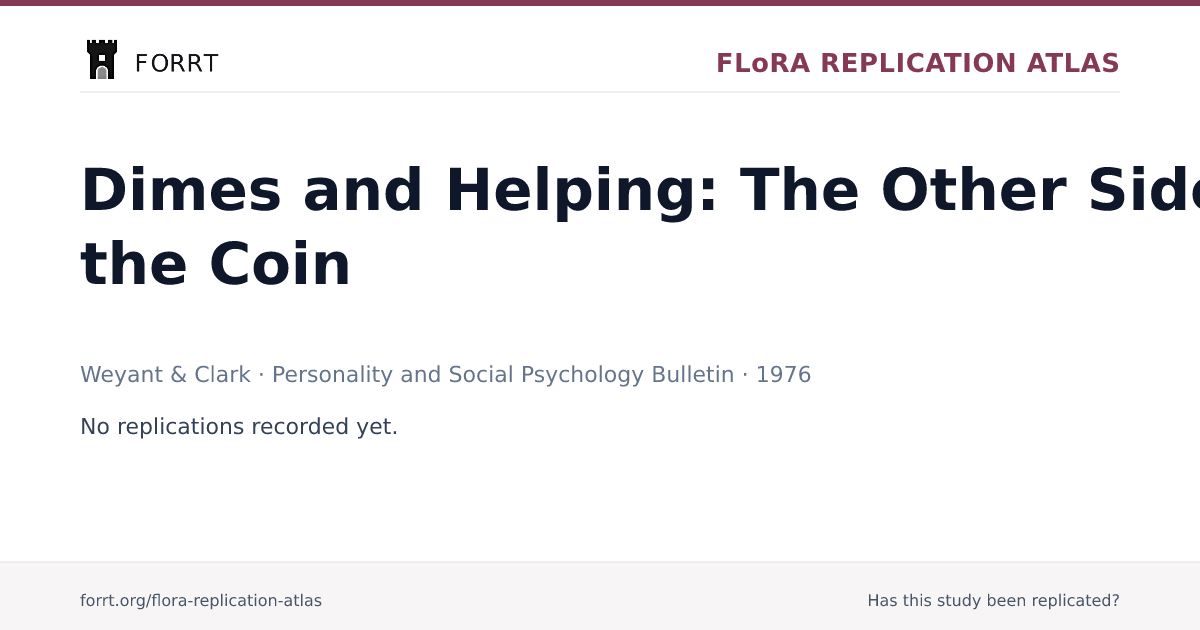 FORRT
FLoRA REPLICATION ATLAS
Dimes and Helping: The Other Side
the Coin
Weyant & Clark · Personality and Social Psychology Bulletin · 1976
No replications recorded yet.
forrt.org/flora-replication-atlas
Has this study been replicated?